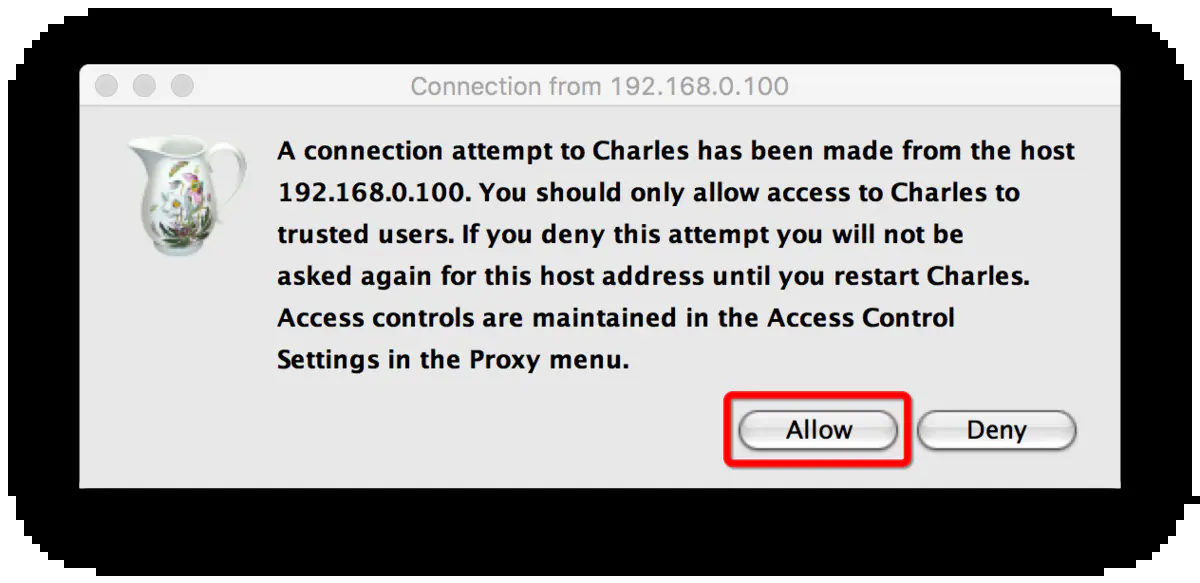 Connection from 192.168.0.100
A connection attempt to Charles has been made from the host
192.168.0.100. You should only allow access to Charles to
trusted users. If you deny this attempt you will not be
asked again for this host address until you restart Charles.
Access controls are maintained in the Access Control
Settings in the Proxy menu.
Allow Deny